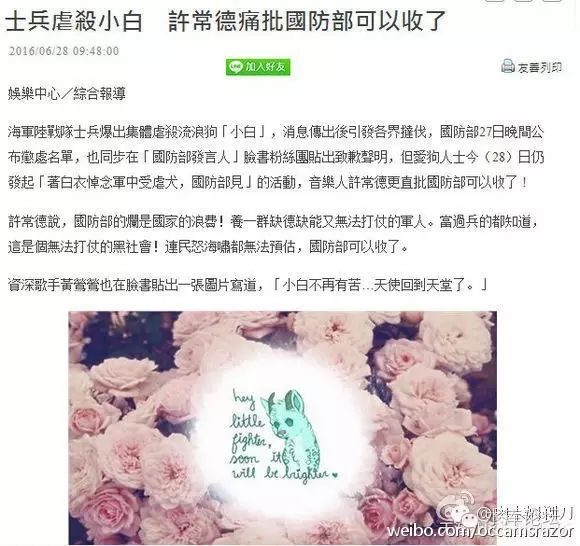 士兵虐殺小白 許常德痛批國防部可以收了
2016/06/28 09:48:00
加入好友
友善列印
娛樂中心／綜合報導
海軍陸戰隊士兵爆出集體虐殺流浪狗「小白」，消息傳出後引發各界撻伐，國防部27日晚間公
布懲處名單，也同步在「國防部發言人」臉書粉絲團貼出致歉聲明，但愛狗人士今（28）日仍
發起「著白衣悼念軍中受虐犬，國防部見」的活動，音樂人許常德更直批國防部可以收了！
許常德說，國防部的爛是國家的浪費！養一群缺德缺能又無法打仗的軍人。當過兵的都知道，
這是個無法打仗的黑社會！連民怒海嘯都無法預估，國防部可以收了。
資深歌手黃鶯鶯也在臉書貼出一張圖片寫道，「小白不再有苦…天使回到天堂了。」
hey
little
fighter,
soon it
will be brighter.
weibo.com/occamsrazor